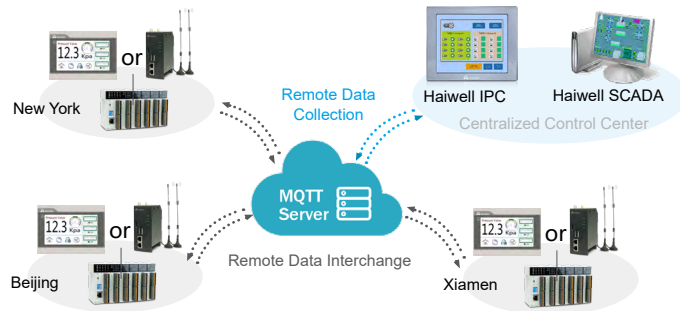 12.3
Kpa
or
New York
Remote Data
Collection
Haiwell IPC
Haiwell SCADA
Centralized Control Center
MQTT
Server
12.3
Kpa
or
Beijing
Remote Data Interchange
12.3
Kpa
or
Xiamen